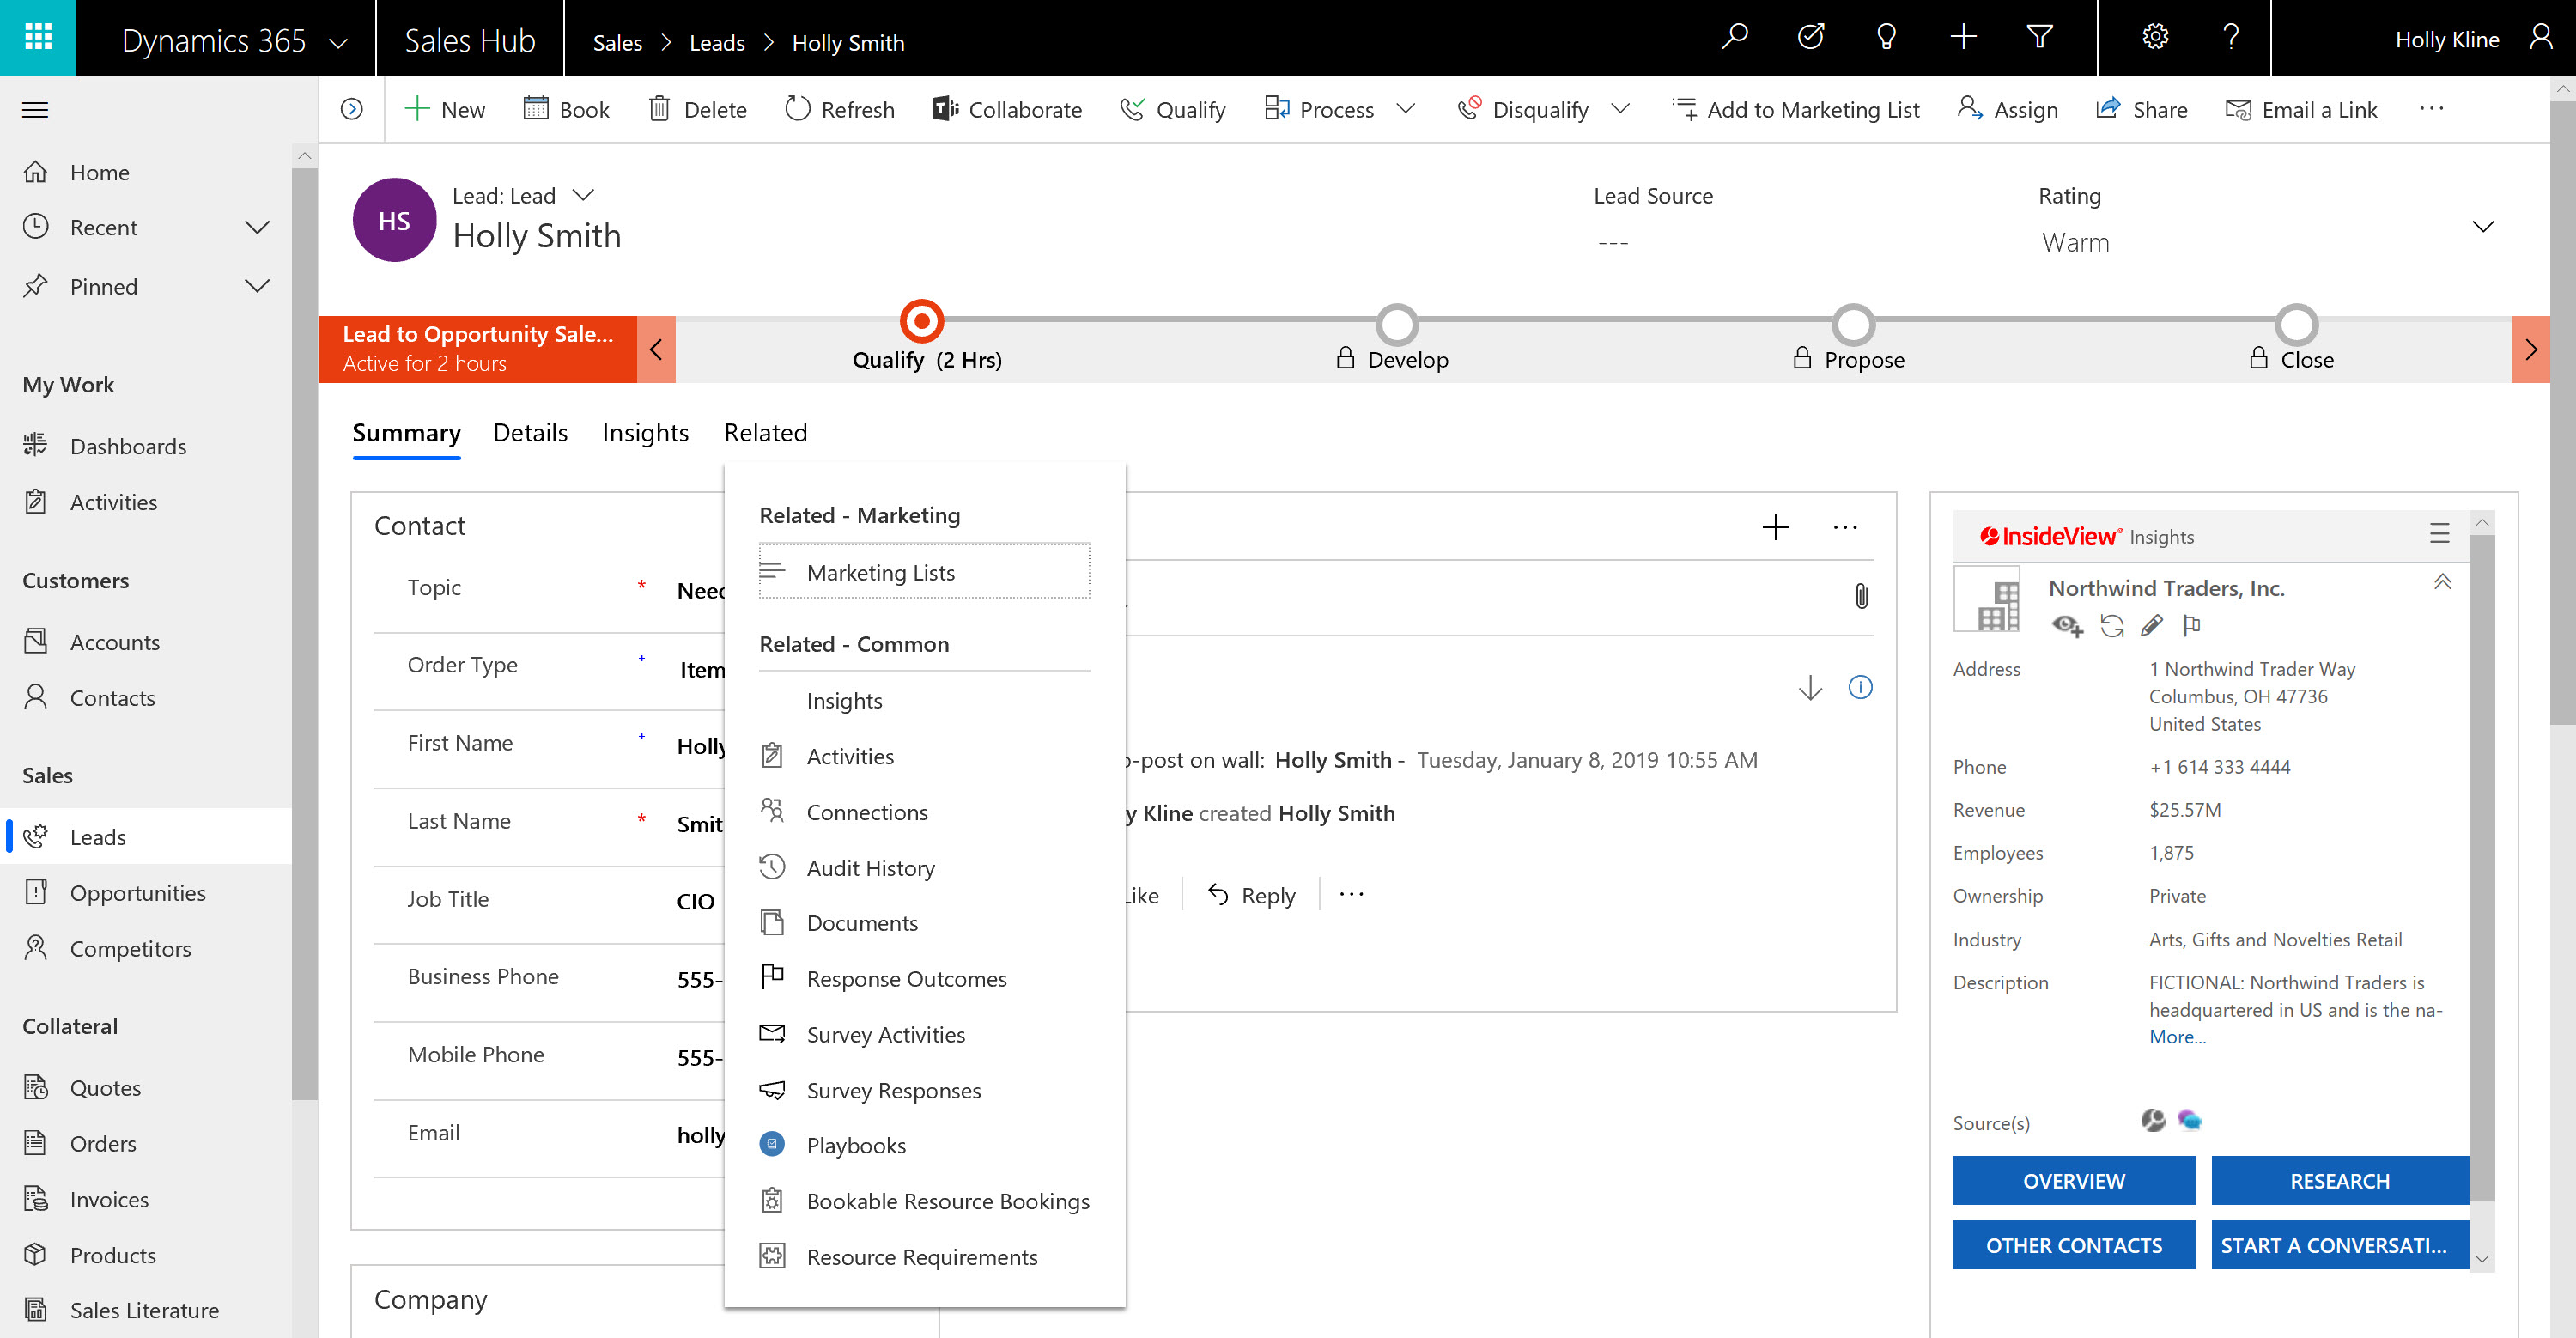 Dynamics 365
Sales Hub
Sales > Leads > Holly Smith
Holly Kline
New
Book
Delete
Refresh
Collaborate
Qualify
Process
Disqualify
Add to Marketing List
Assign
Share
Email a Link
Home
Recent
Pinned
My Work
Dashboards
Activities
Customers
Accounts
Contacts
Sales
Leads
Opportunities
Competitors
Collateral
Quotes
Orders
Invoices
Products
Sales Literature
HS
Lead: Lead
Holly Smith
Lead Source
---
Rating
Warm
Lead to Opportunity Sale...
Active for 2 hours
Qualify (2 Hrs)
Develop
Propose
Close
Summary
Details
Insights
Related
Contact
Topic *
Order Type +
Item
First Name +
Holly
Last Name *
Smit
Job Title
CIO
Business Phone
555-
Mobile Phone
555-
Email
holly
Company
Related - Marketing
Marketing Lists
Related - Common
Insights
Activities
Connections
Audit History
Documents
Response Outcomes
Survey Activities
Survey Responses
Playbooks
Bookable Resource Bookings
Resource Requirements
o-post on wall: Holly Smith - Tuesday, January 8, 2019 10:55 AM
y Kline created Holly Smith
Like
Reply
InsideView® Insights
Northwind Traders, Inc.
Address
1 Northwind Trader Way
Columbus, OH 47736
United States
Phone
+1 614 333 4444
Revenue
$25.57M
Employees
1,875
Ownership
Private
Industry
Arts, Gifts and Novelties Retail
Description
FICTIONAL: Northwind Traders is
headquartered in US and is the na-
More...
Source(s)
OVERVIEW
RESEARCH
OTHER CONTACTS
START A CONVERSATI...